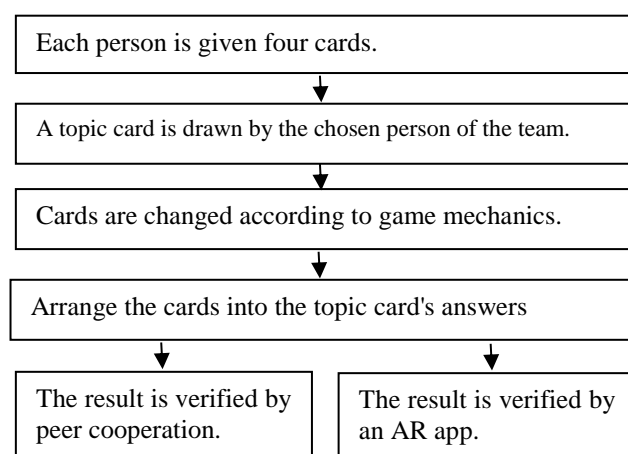 Each person is given four cards.
A topic card is drawn by the chosen person of the team.
Cards are changed according to game mechanics.
Arrange the cards into the topic card's answers
The result is verified by
peer cooperation.
The result is verified by
an AR app.